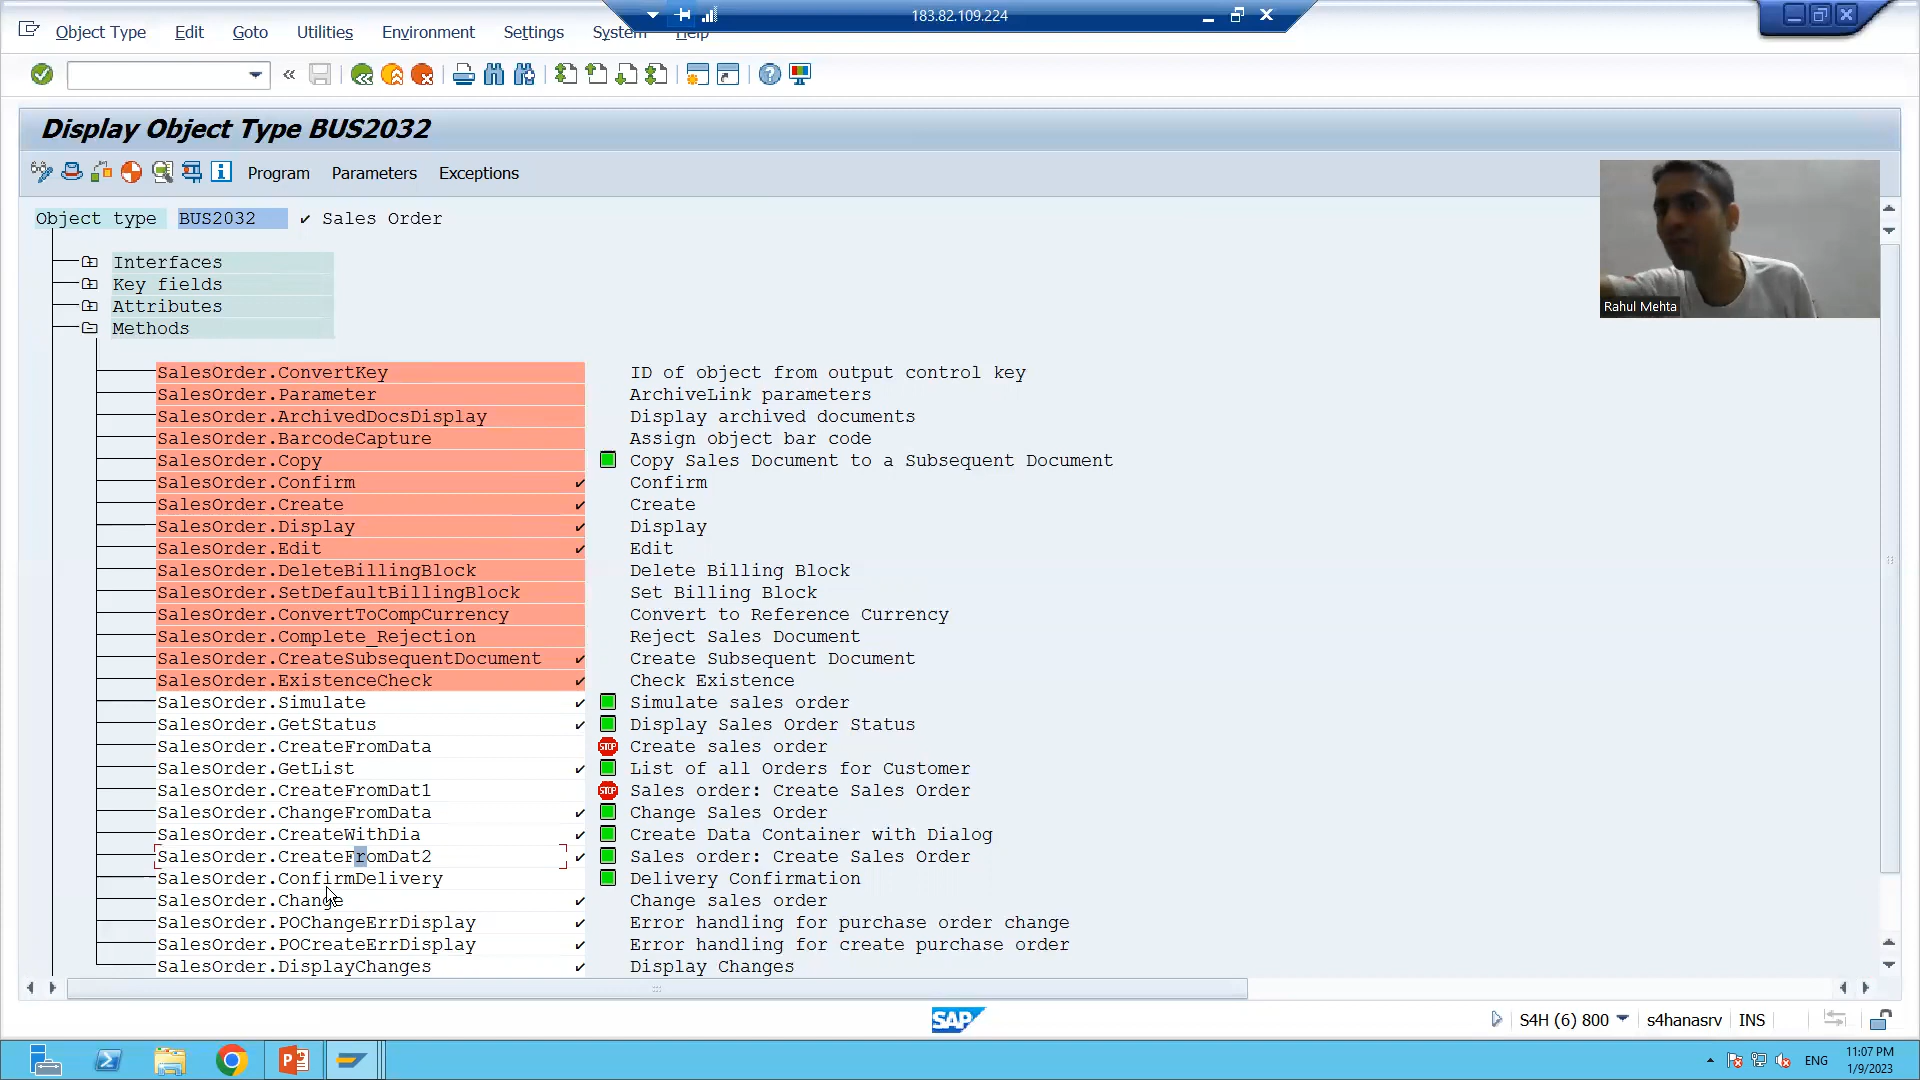 183.82.109.224
Object Type Edit Goto Utilities Environment Settings System Help
Display Object Type BUS2032
Program Parameters Exceptions
Object type BUS2032 ✔ Sales Order
Rahul Mehta
Interfaces
Key fields
Attributes
Methods
SalesOrder.ConvertKey ID of object from output control key
SalesOrder.Parameter ArchiveLink parameters
SalesOrder.ArchivedDocsDisplay Display archived documents
SalesOrder.BarcodeCapture Assign object bar code
SalesOrder.Copy Copy Sales Document to a Subsequent Document
SalesOrder.Confirm ✔ Confirm
SalesOrder.Create ✔ Create
SalesOrder.Display ✔ Display
SalesOrder.Edit ✔ Edit
SalesOrder.DeleteBillingBlock Delete Billing Block
SalesOrder.SetDefaultBillingBlock Set Billing Block
SalesOrder.ConvertToCompCurrency Convert to Reference Currency
SalesOrder.Complete_Rejection Reject Sales Document
SalesOrder.CreateSubsequentDocument ✔ Create Subsequent Document
SalesOrder.ExistenceCheck ✔ Check Existence
SalesOrder.Simulate ✔ Simulate sales order
SalesOrder.GetStatus ✔ Display Sales Order Status
SalesOrder.CreateFromData STOP Create sales order
SalesOrder.GetList ✔ List of all Orders for Customer
SalesOrder.CreateFromDat1 STOP Sales order: Create Sales Order
SalesOrder.ChangeFromData ✔ Change Sales Order
SalesOrder.CreateWithDia ✔ Create Data Container with Dialog
SalesOrder.CreateFromDat2 ✔ Sales order: Create Sales Order
SalesOrder.ConfirmDelivery Delivery Confirmation
SalesOrder.Change ✔ Change sales order
SalesOrder.POChangeErrDisplay ✔ Error handling for purchase order change
SalesOrder.POCreateErrDisplay ✔ Error handling for create purchase order
SalesOrder.DisplayChanges ✔ Display Changes
SAP S4H (6) 800 s4hanasrv INS
ENG 11:07 PM
1/9/2023